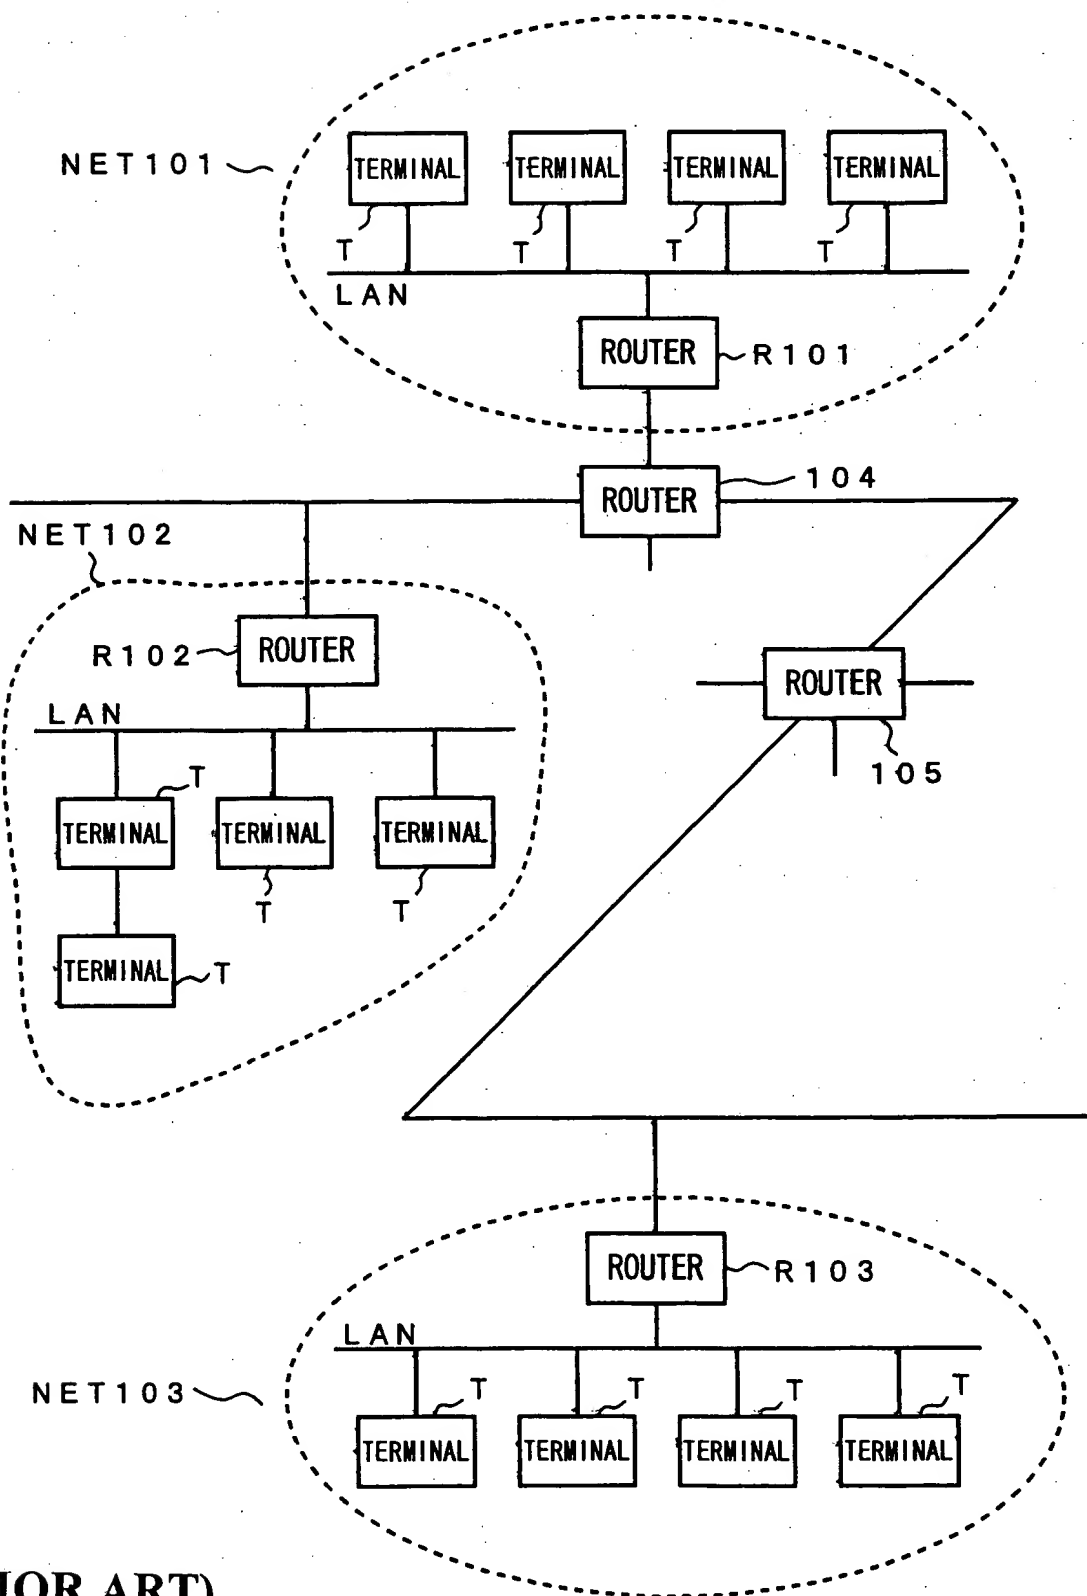 NET101
TERMINAL TERMINAL TERMINAL TERMINAL
T T T T
LAN
ROUTER R101
ROUTER 104
NET102
R102 ROUTER
ROUTER
105
LAN
T
TERMINAL TERMINAL TERMINAL
T T
TERMINAL T
ROUTER R103
LAN
NET103
T T T T
TERMINAL TERMINAL TERMINAL TERMINAL
ART)